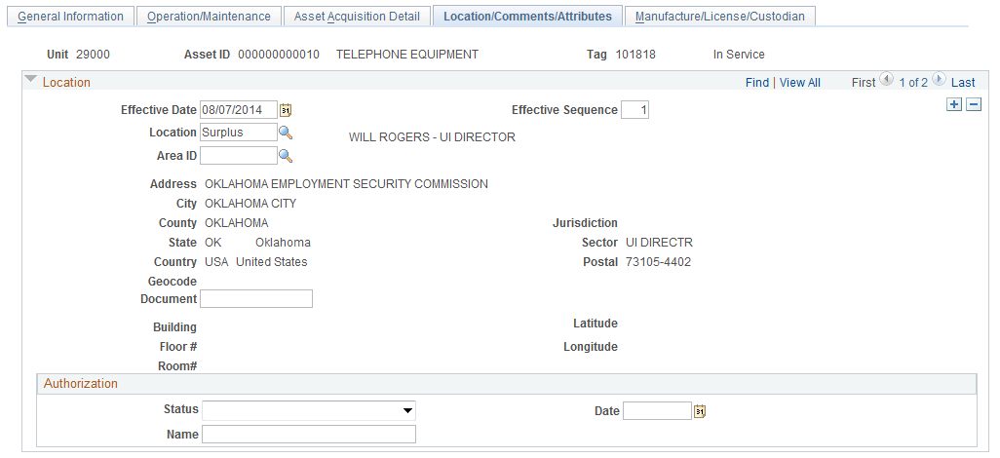 General Information Operation/Maintenance Asset Acquisition Detail Location/Comments/Attributes Manufacture/License/Custodian
Unit 29000 Asset ID 000000000010 TELEPHONE EQUIPMENT Tag 101818 In Service
Location Find | View All First 1 of 2 Last
Effective Date 08/07/2014 31 Effective Sequence 1 + −
Location Surplus WILL ROGERS - UI DIRECTOR
Area ID
Address OKLAHOMA EMPLOYMENT SECURITY COMMISSION
City OKLAHOMA CITY
County OKLAHOMA Jurisdiction
State OK Oklahoma Sector UI DIRECTR
Country USA United States Postal 73105-4402
Geocode
Document
Building Latitude
Floor # Longitude
Room#
Authorization
Status Date 31
Name